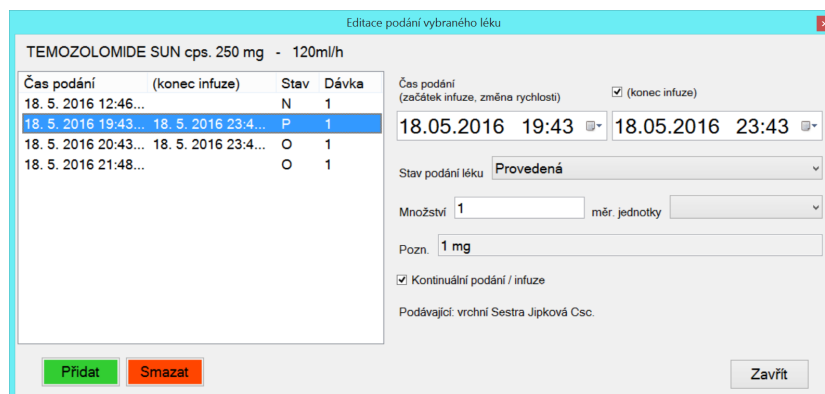 Editace podání vybraného léku
TEMOZOLOMIDE SUN cps. 250 mg - 120ml/h
Čas podání (konec infuze) Stav Dávka
18. 5. 2016 12:46... N 1
18. 5. 2016 19:43... 18. 5. 2016 23:4... P 1
18. 5. 2016 20:43... 18. 5. 2016 23:4... O 1
18. 5. 2016 21:48... O 1
Přidat
Smazat
Čas podání
(začátek infuze, změna rychlosti)
(konec infuze)
18.05.2016 19:43
18.05.2016 23:43
Stav podání léku Provedená
Množství 1 měr. jednotky
Pozn. 1 mg
Kontinuální podání / infuze
Podávající: vrchní Sestra Jipková Csc.
Zavřít